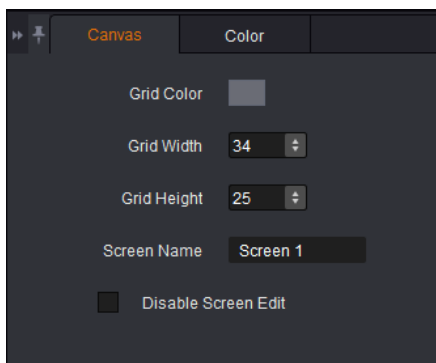 Canvas Color
Grid Color
Grid Width 34
Grid Height 25
Screen Name Screen 1
Disable Screen Edit